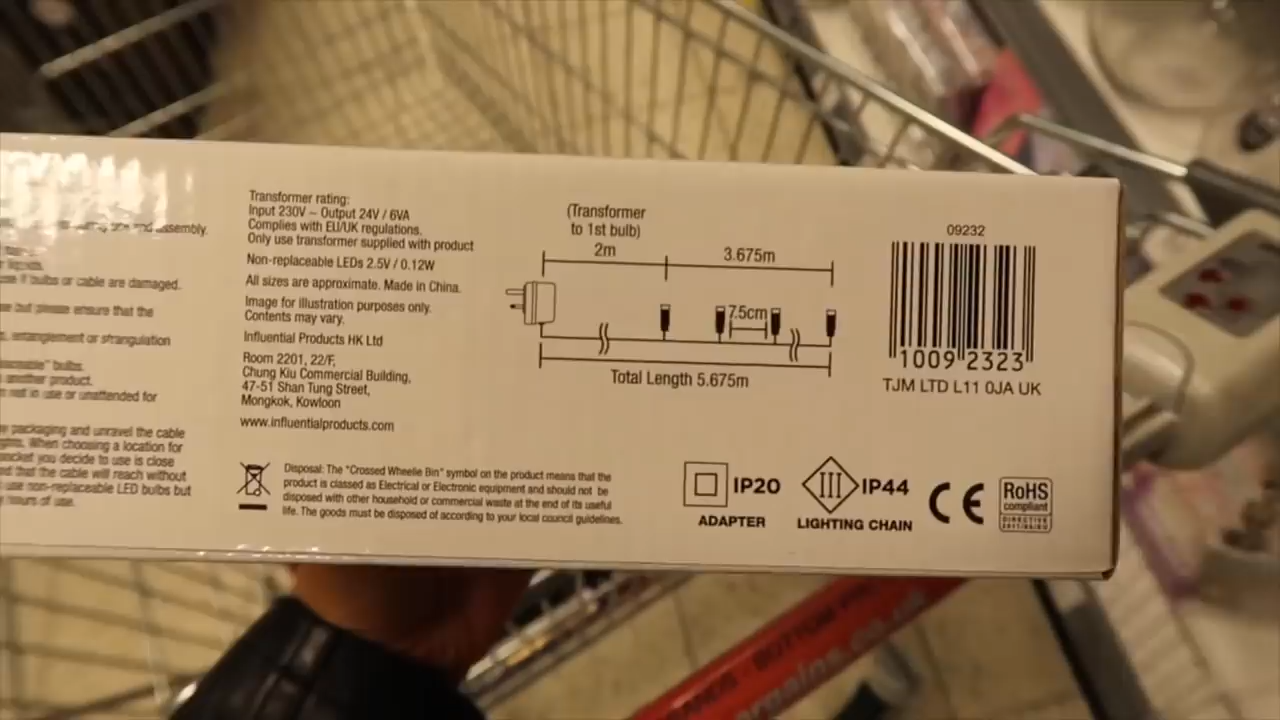 assembly.
liquids.
bulbs or cable are damaged.
but please ensure that the
entanglement or strangulation
bulbs.
another product.
not in use or unattended for
packaging and unravel the cable
When choosing a location for
you decide to use is close
that the cable will reach without
use non-replaceable LED bulbs but
hours of use.
Transformer rating:
Input 230V ~ Output 24V / 6VA
Complies with EU/UK regulations.
Only use transformer supplied with product
Non-replaceable LEDs 2.5V / 0.12W
All sizes are approximate. Made in China.
Image for illustration purposes only.
Contents may vary.
Influential Products HK Ltd
Room 2201, 22/F,
Chung Kiu Commercial Building,
47-51 Shan Tung Street,
Mongkok, Kowloon
www.influentialproducts.com
Disposal: The "Crossed Wheelie Bin" symbol on the product means that the
product is classed as Electrical or Electronic equipment and should not be
disposed with other household or commercial waste at the end of its useful
life. The goods must be disposed of according to your local council guidelines.
(Transformer
to 1st bulb)
2m
3.675m
7.5cm
Total Length 5.675m
09232
1009 2323
TJM LTD L11 0JA UK
IP20
ADAPTER
III
IP44
LIGHTING CHAIN
CE
RoHS
compliant
DIRECTIVE